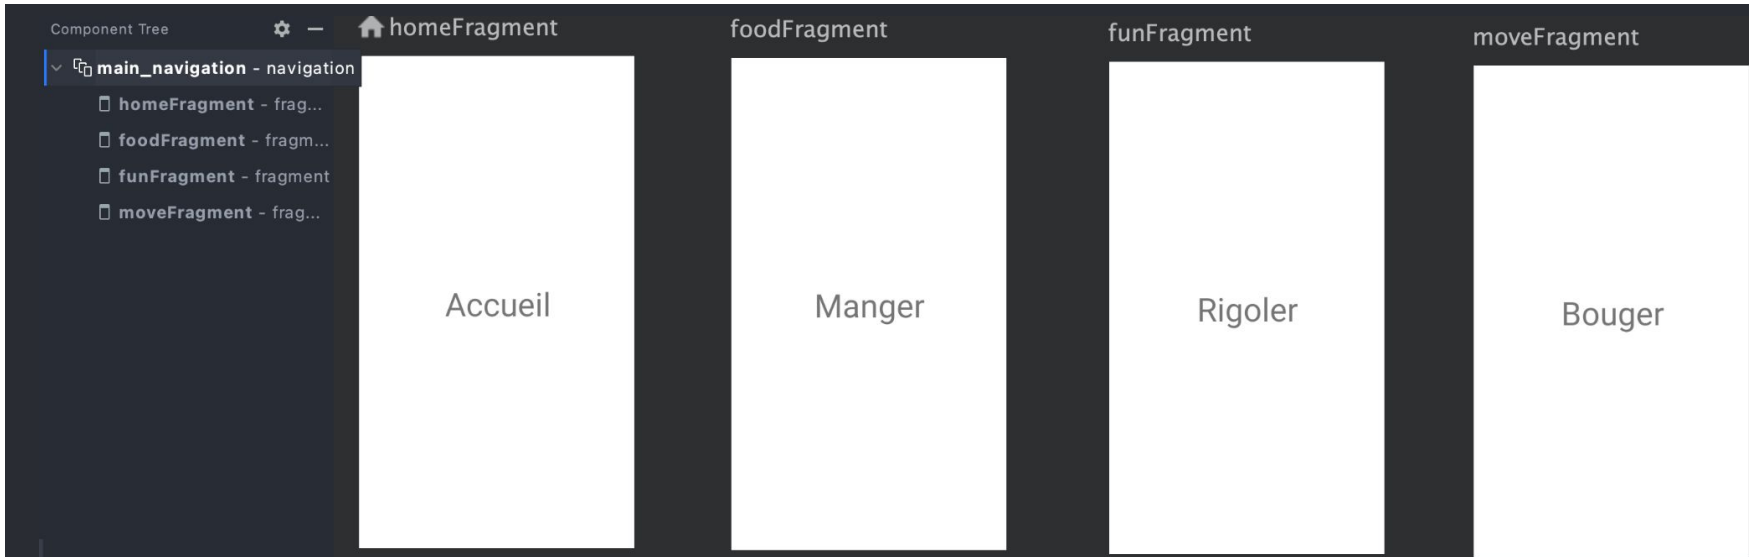 Component Tree
main_navigation - navigation
homeFragment - frag...
foodFragment - fragm...
funFragment - fragment
moveFragment - frag...
homeFragment
foodFragment
funFragment
moveFragment
Accueil
Manger
Rigoler
Bouger